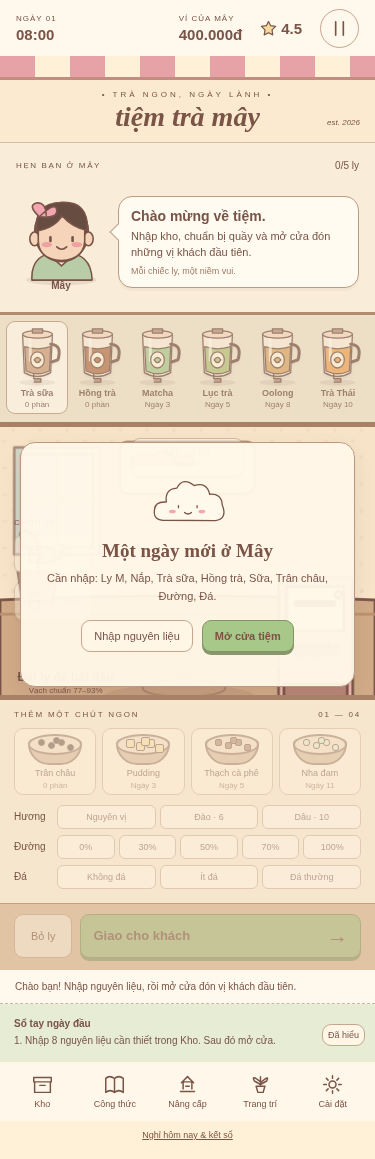 NGÀY 01
08:00
VÍ CỦA MÂY
400.000đ
4.5
• TRÀ NGON, NGÀY LÀNH •
tiệm trà mây
est. 2026
HẸN BẠN Ở MÂY
0/5 ly
Chào mừng về tiệm.
Nhập kho, chuẩn bị quầy và mở cửa đón
những vị khách đầu tiên.
Mỗi chiếc ly, một niềm vui.
Mây
Trà sữa
0 phần
Hồng trà
0 phần
Matcha
Ngày 3
Lục trà
Ngày 5
Oolong
Ngày 8
Trà Thái
Ngày 10
Một ngày mới ở Mây
Cần nhập: Ly M, Nắp, Trà sữa, Hồng trà, Sữa, Trân châu,
Đường, Đá.
Nhập nguyên liệu
Mở cửa tiệm
Vạch chuẩn 77–93%
THÊM MỘT CHÚT NGON
01 — 04
Trân châu
0 phần
Pudding
Ngày 3
Thạch cà phê
Ngày 5
Nha đam
Ngày 11
Hương
Nguyên vị
Đào · 6
Dâu · 10
Đường
0%
30%
50%
70%
100%
Đá
Không đá
Ít đá
Đá thường
Bỏ ly
Giao cho khách →
Chào bạn! Nhập nguyên liệu, rồi mở cửa đón vị khách đầu tiên.
Sổ tay ngày đầu
1. Nhập 8 nguyên liệu cần thiết trong Kho. Sau đó mở cửa.
Đã hiểu
Kho
Công thức
Nâng cấp
Trang trí
Cài đặt
Nghỉ hôm nay & kết sổ